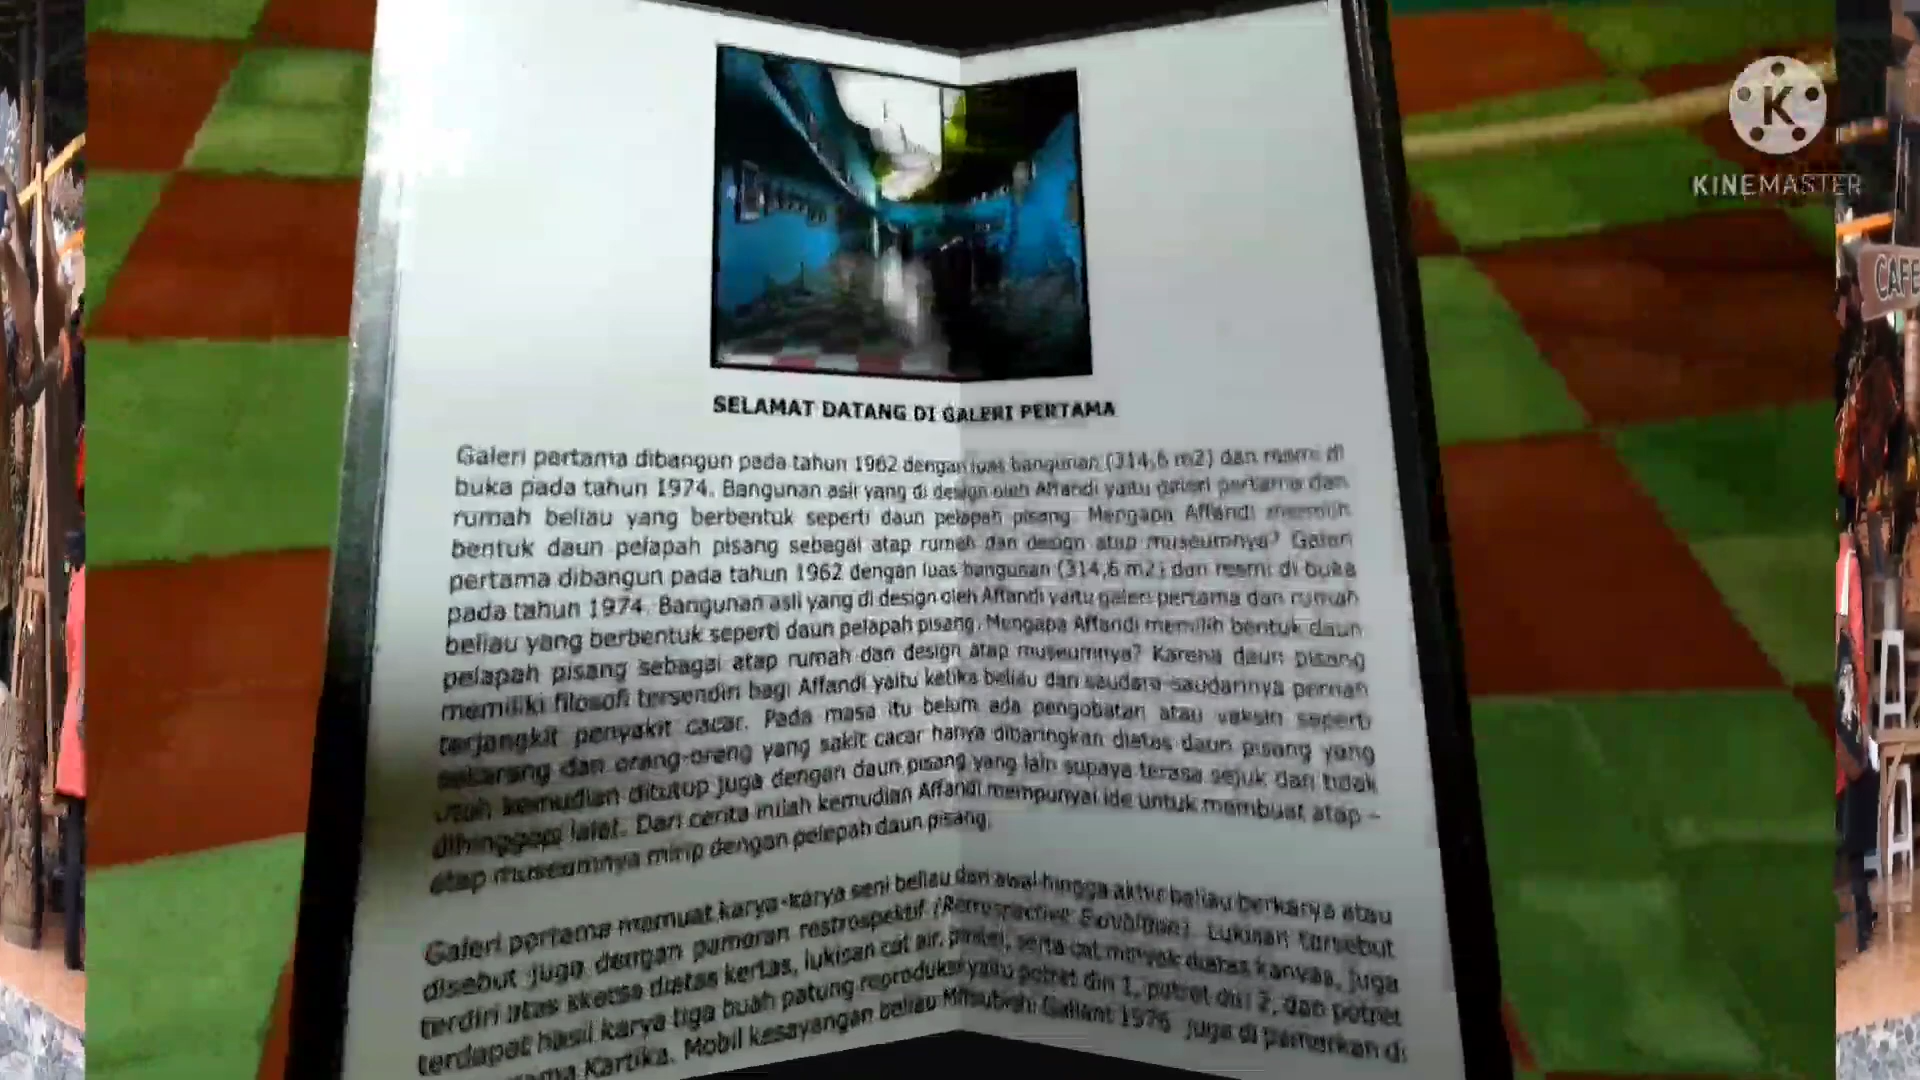 KINEMASTER
CAFE
SELAMAT DATANG DI GALERI PERTAMA
Galeri pertama dibangun pada tahun 1962 dengan luas bangunan (314,6 m2) dan resmi di
buka pada tahun 1974. Bangunan asli yang di design oleh Affandi yaitu galeri pertama dan
rumah beliau yang berbentuk seperti daun pelapah pisang. Mengapa Affandi memilih
bentuk daun pelapah pisang sebagai atap rumah dan design atap museumnya? Galeri
pertama dibangun pada tahun 1962 dengan luas bangunan (314,6 m2) dan resmi di buka
pada tahun 1974. Bangunan asli yang di design oleh Affandi yaitu galeri pertama dan rumah
beliau yang berbentuk seperti daun pelapah pisang. Mengapa Affandi memilih bentuk daun
pelapah pisang sebagai atap rumah dan design atap museumnya? Karena daun pisang
memiliki filosofi tersendiri bagi Affandi yaitu ketika beliau dan saudara-saudarinya pernah
terjangkit penyakit cacar. Pada masa itu belum ada pengobatan atau vaksin seperti
sekarang dan orang-orang yang sakit cacar hanya dibaringkan diatas daun pisang yang
kemudian ditutup juga dengan daun pisang yang lain supaya terasa sejuk dan tidak
dihinggapi lalat. Dari cerita inilah kemudian Affandi mempunyai ide untuk membuat atap –
atap museumnya mirip dengan pelepah daun pisang.
Galeri pertama memuat karya-karya seni beliau dari awal hingga akhir beliau berkarya atau
disebut juga dengan pameran restrospektif (Retrospective. Lukisan tersebut
terdiri atas sketsa diatas kertas, lukisan cat air, pastel, serta cat minyak diatas kanvas, juga
terdapat hasil karya tiga buah patung reproduksi yaitu potret diri 1, potret diri 2, dan potret
Kartika. Mobil kesayangan beliau Mitsubishi Gallant 1976 juga di pamerkan di